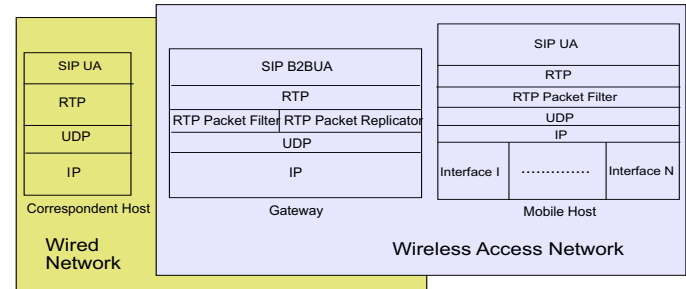 SIP UA
RTP
UDP
IP
Correspondent Host
Wired
Network
SIP B2BUA
RTP
RTP Packet Filter
RTP Packet Replicator
UDP
IP
Gateway
SIP UA
RTP
RTP Packet Filter
UDP
IP
Interface I
..............
Interface N
Mobile Host
Wireless Access Network